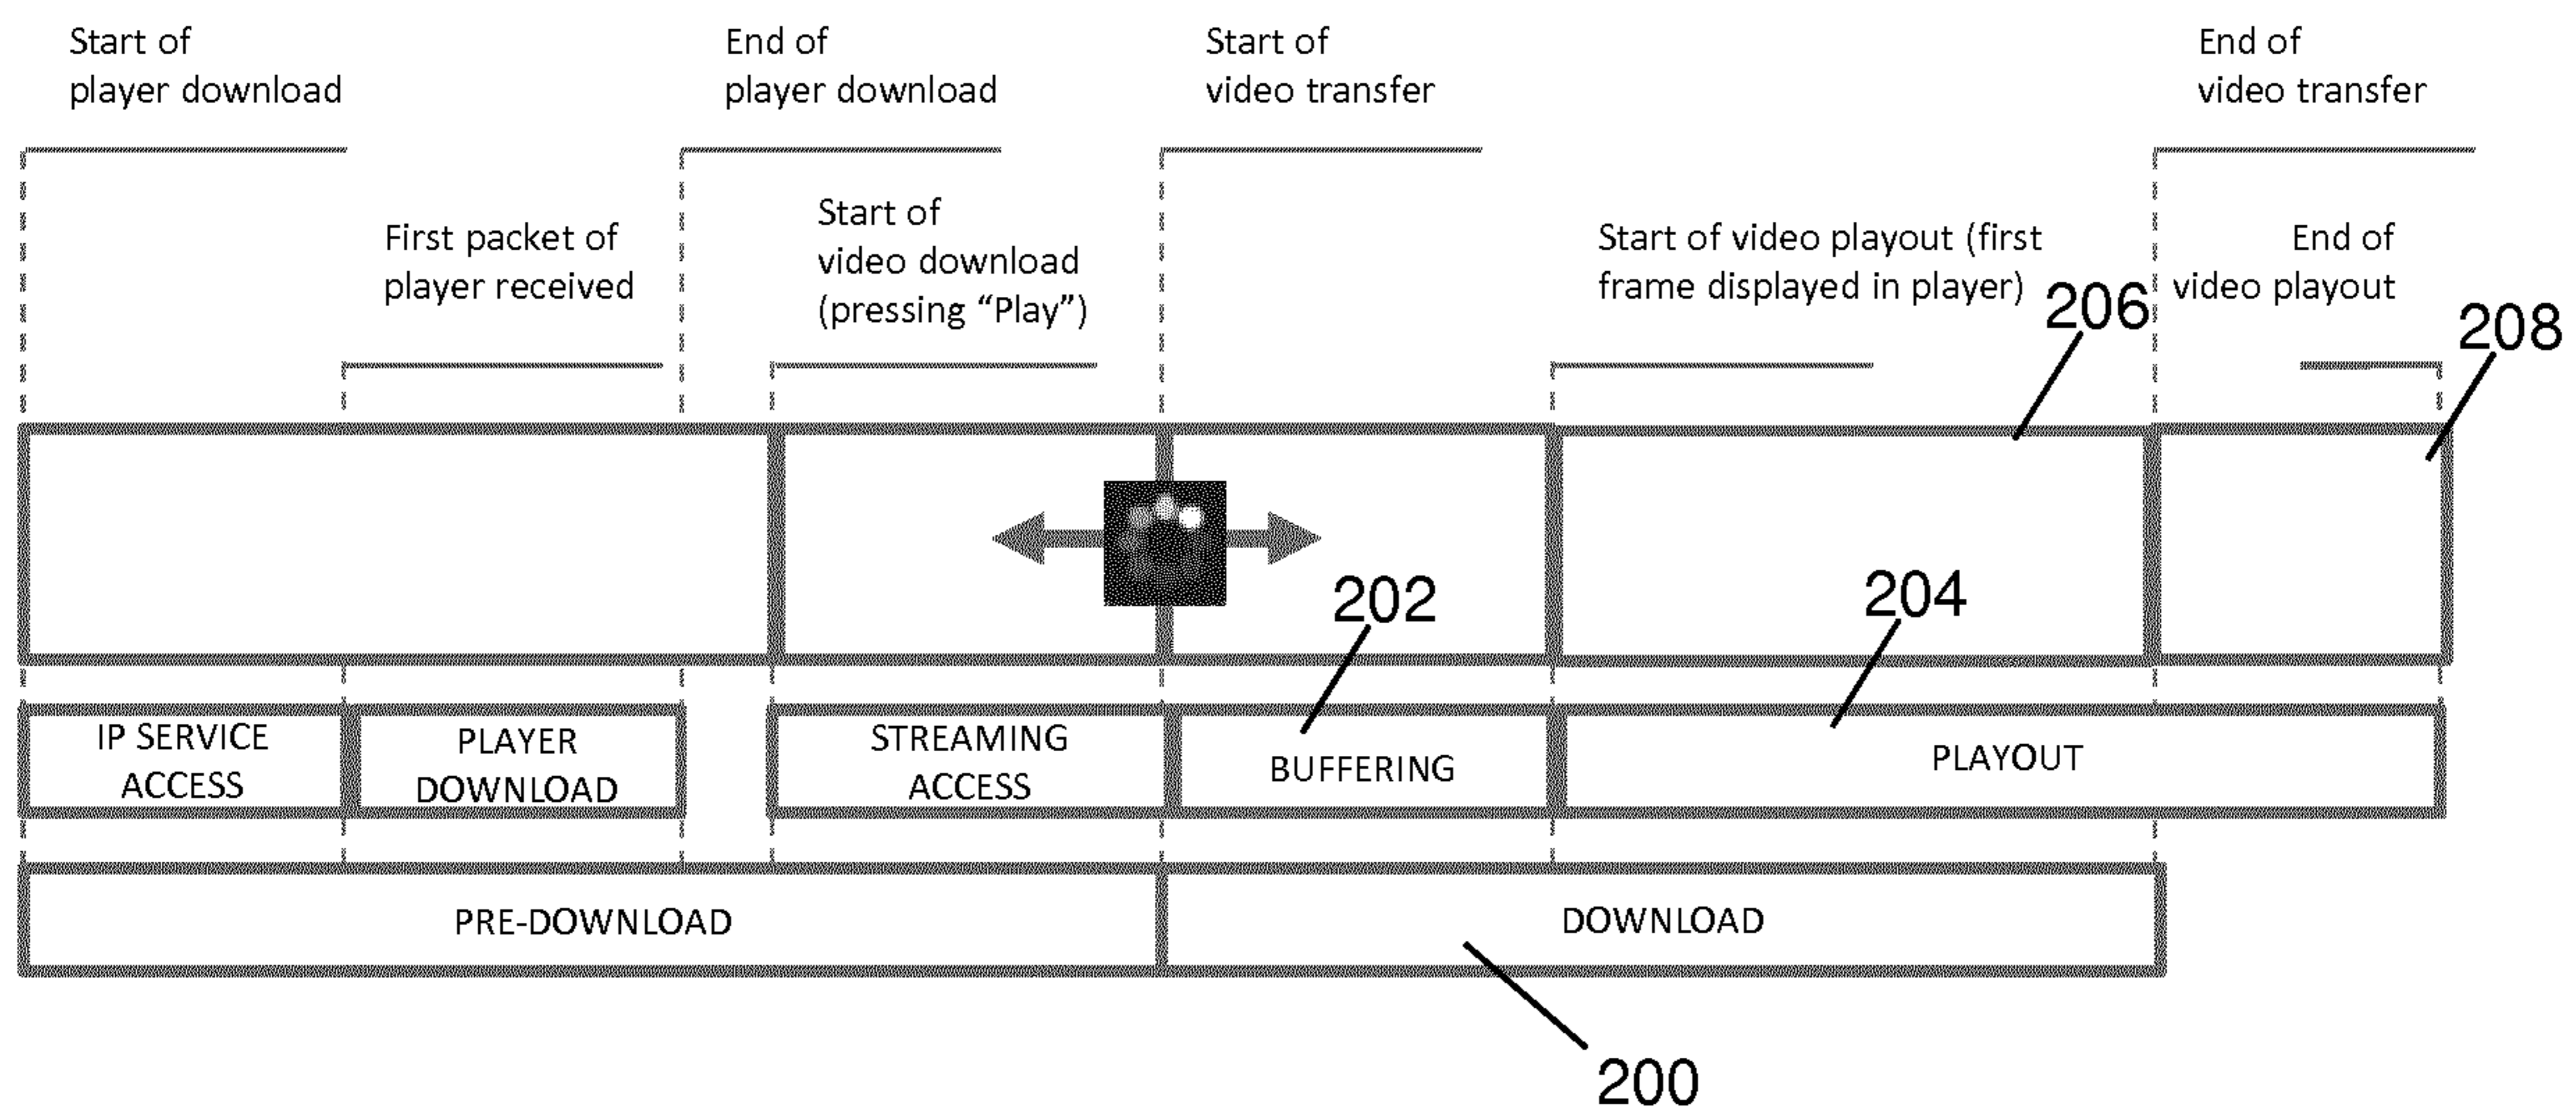 Start of
player download
End of
player download
Start of
video transfer
End of
video transfer
First packet of
player received
Start of
video download
(pressing “Play”)
Start of video playout (first
frame displayed in player)
206
End of
video playout
208
202
204
IP SERVICE
ACCESS
PLAYER
DOWNLOAD
STREAMING
ACCESS
BUFFERING
PLAYOUT
PRE-DOWNLOAD
DOWNLOAD
200